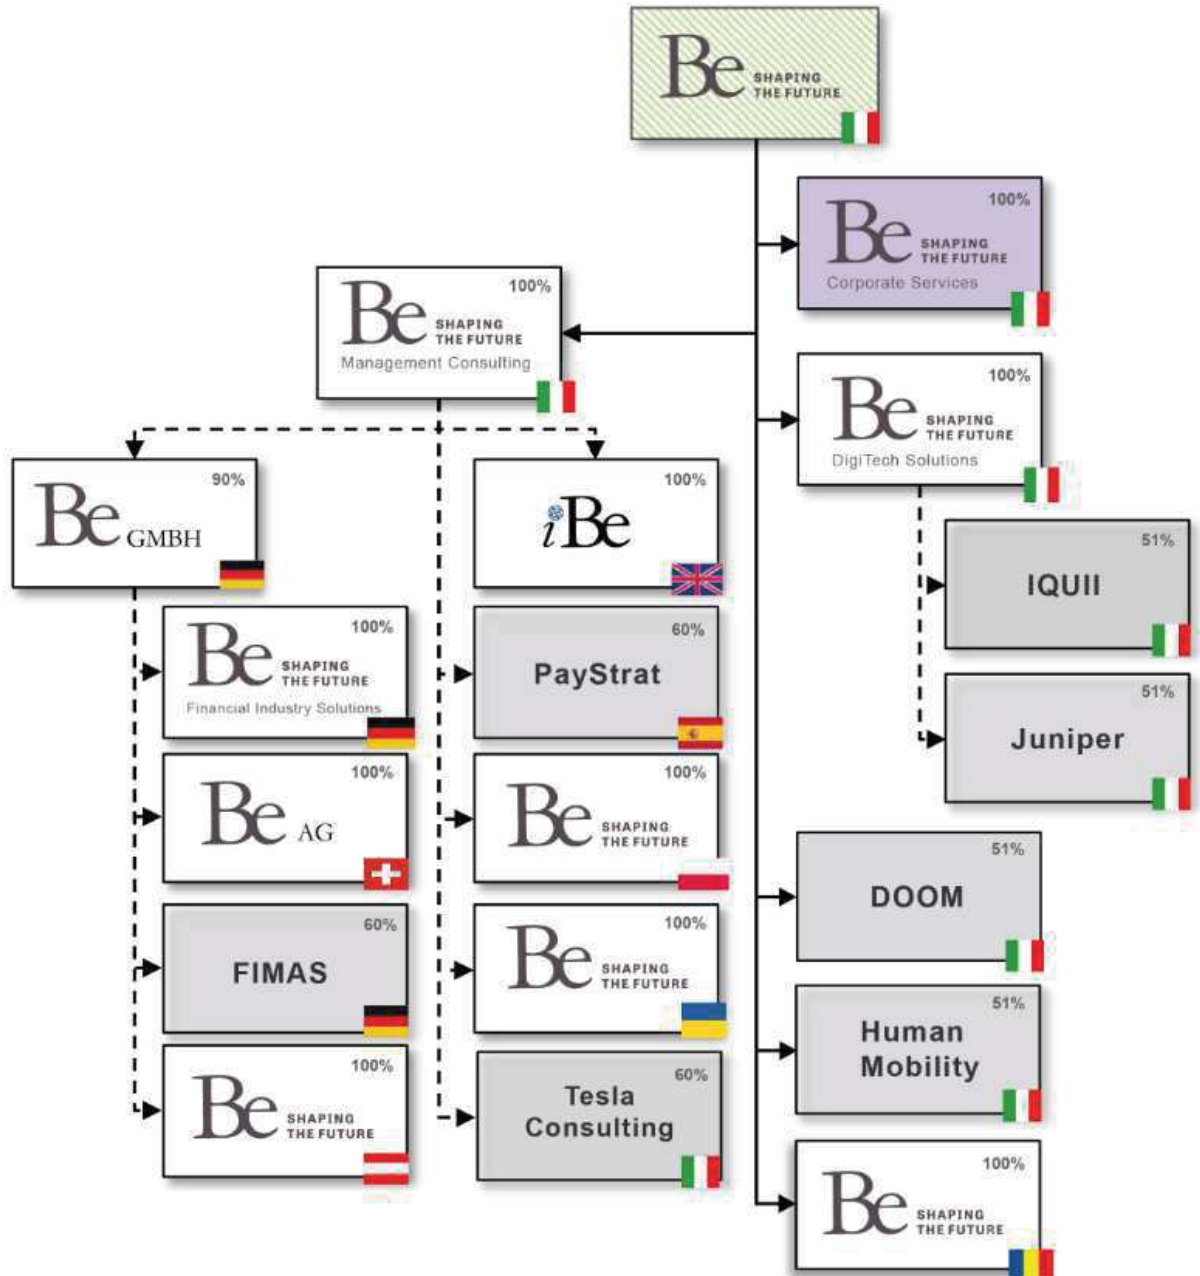 Be SHAPING
THE FUTURE
100%
Be SHAPING
THE FUTURE
Corporate Services
100%
Be SHAPING
THE FUTURE
Management Consulting
100%
Be SHAPING
THE FUTURE
DigiTech Solutions
90%
Be GMBH
100%
iBe
51%
IQUII
100%
Be SHAPING
THE FUTURE
Financial Industry Solutions
60%
PayStrat
51%
Juniper
100%
Be AG
100%
Be SHAPING
THE FUTURE
51%
DOOM
60%
FIMAS
100%
Be SHAPING
THE FUTURE
51%
Human
Mobility
100%
Be SHAPING
THE FUTURE
60%
Tesla
Consulting
100%
Be SHAPING
THE FUTURE